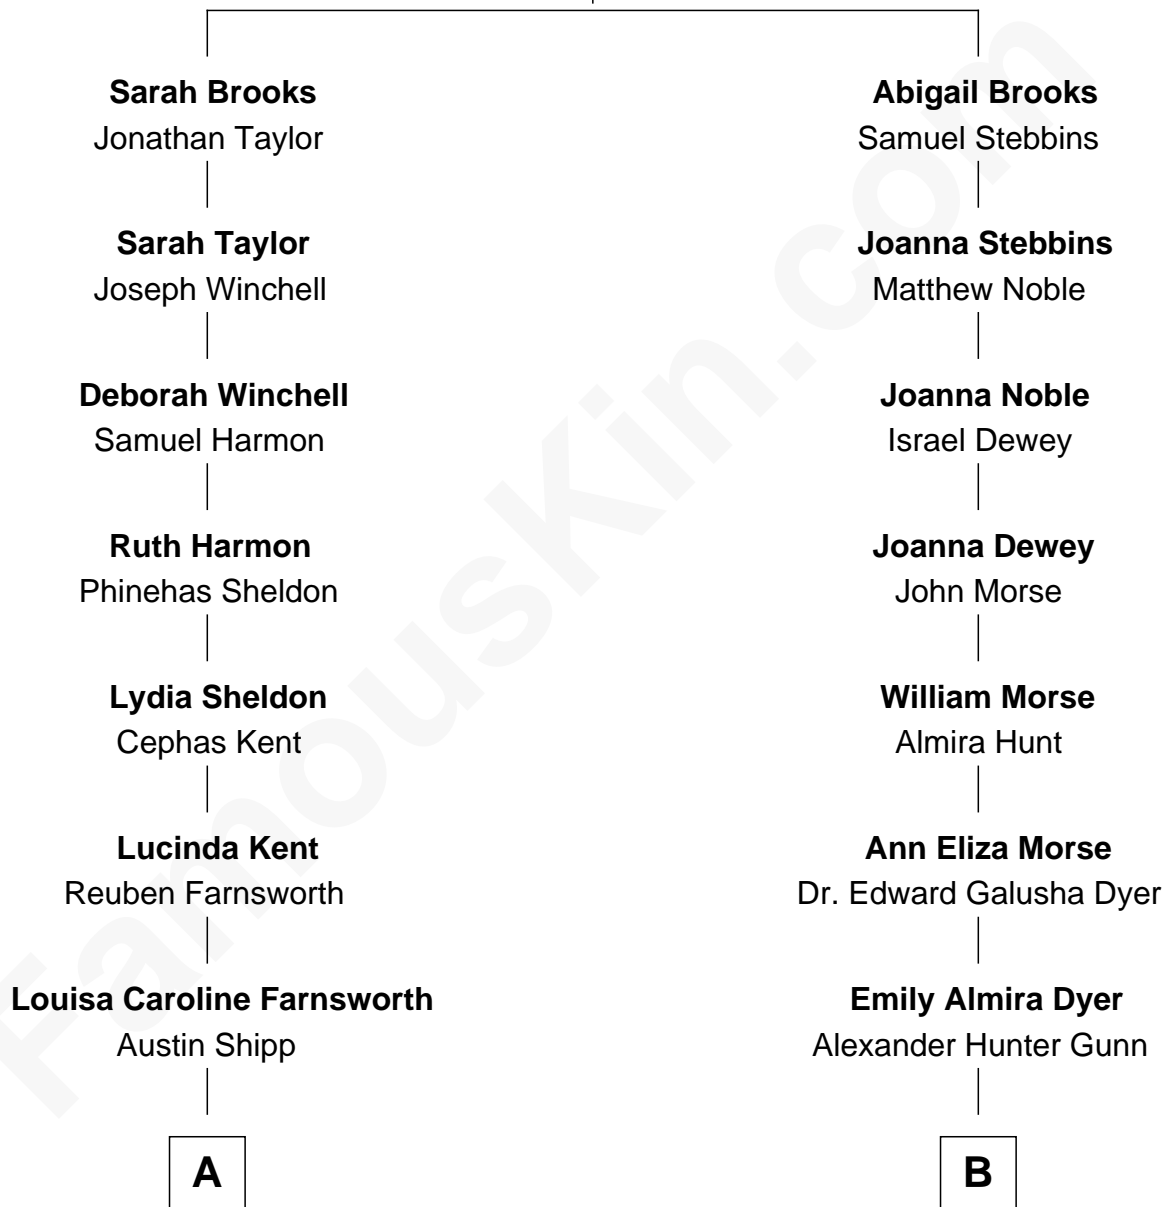 Sarah Brooks
Jonathan Taylor
Sarah Taylor
Joseph Winchell
Deborah Winchell
Samuel Harmon
Ruth Harmon
Phinehas Sheldon
Lydia Sheldon
Cephas Kent
Lucinda Kent
Reuben Farnsworth
Louisa Caroline Farnsworth
Austin Shipp
A
Abigail Brooks
Samuel Stebbins
Joanna Stebbins
Matthew Noble
Joanna Noble
Israel Dewey
Joanna Dewey
John Morse
William Morse
Almira Hunt
Ann Eliza Morse
Dr. Edward Galusha Dyer
Emily Almira Dyer
Alexander Hunter Gunn
B
FamousKin.com